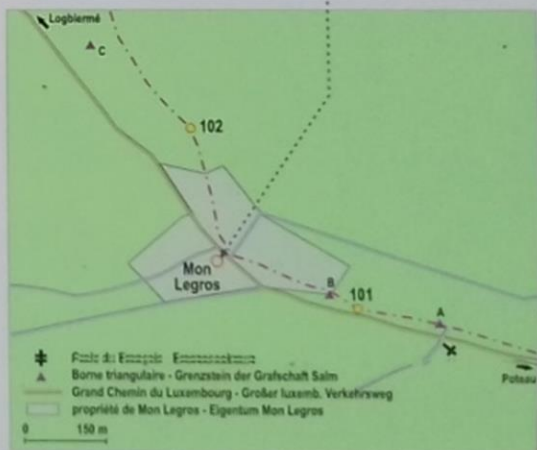 Logbiermé
C
102
Mon
Legros
B
101
A
Poteau
Borne triangulaire - Grenzstein der Grafschaft Salm
Grand Chemin du Luxembourg - Großer luxemb. Verkehrsweg
propriété de Mon Legros - Eigentum Mon Legros
0 150 m